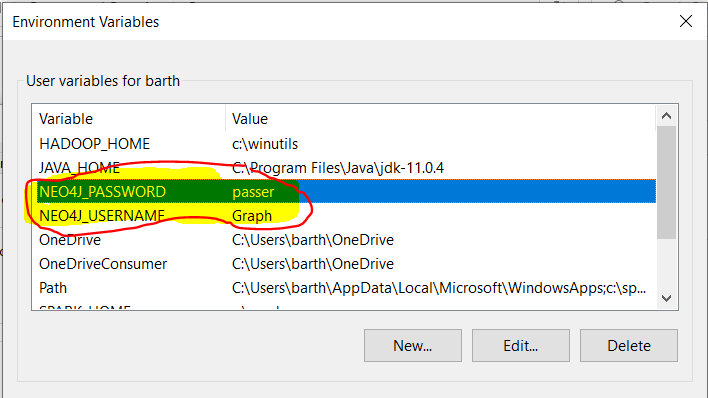 Environment Variables
User variables for barth
Variable Value
HADOOP_HOME c:\winutils
JAVA_HOME C:\Program Files\Java\jdk-11.0.4
NEO4J_PASSWORD passer
NEO4J_USERNAME Graph
OneDrive C:\Users\barth\OneDrive
OneDriveConsumer C:\Users\barth\OneDrive
Path C:\Users\barth\AppData\Local\Microsoft\WindowsApps;c:\sp...
New... Edit... Delete